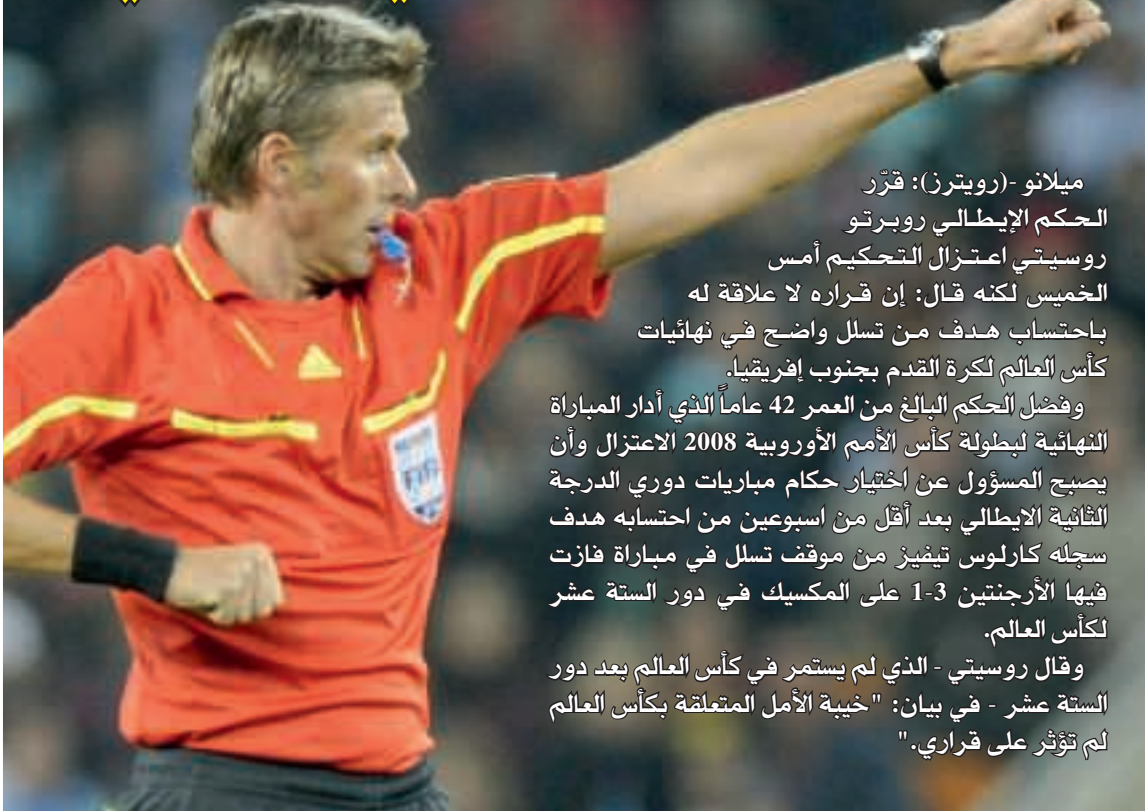 ميلانو -(رويترز): قرّر
الحكم الإيطالي روبرتو
روسيتي اعتزال التحكيم أمس
الخميس لكنه قال: إن قراره لا علاقة له
باحتساب هدف من تسلل واضح في نهائيات
كأس العالم لكرة القدم بجنوب إفريقيا.
وفضل الحكم البالغ من العمر 42 عاماً الذي أدار المباراة
النهائية لبطولة كأس الأمم الأوروبية 2008 الاعتزال وأن
يصبح المسؤول عن اختيار حكام مباريات دوري الدرجة
الثانية الايطالي بعد أقل من اسبوعين من احتسابه هدف
سجله كارلوس تيفيز من موقف تسلل في مباراة فازت
فيها الأرجنتين 3-1 على المكسيك في دور الستة عشر
لكأس العالم.
وقال روسيتي - الذي لم يستمر في كأس العالم بعد دور
الستة عشر - في بيان: "خيبة الأمل المتعلقة بكأس العالم
لم تؤثر على قراري."
FIFA